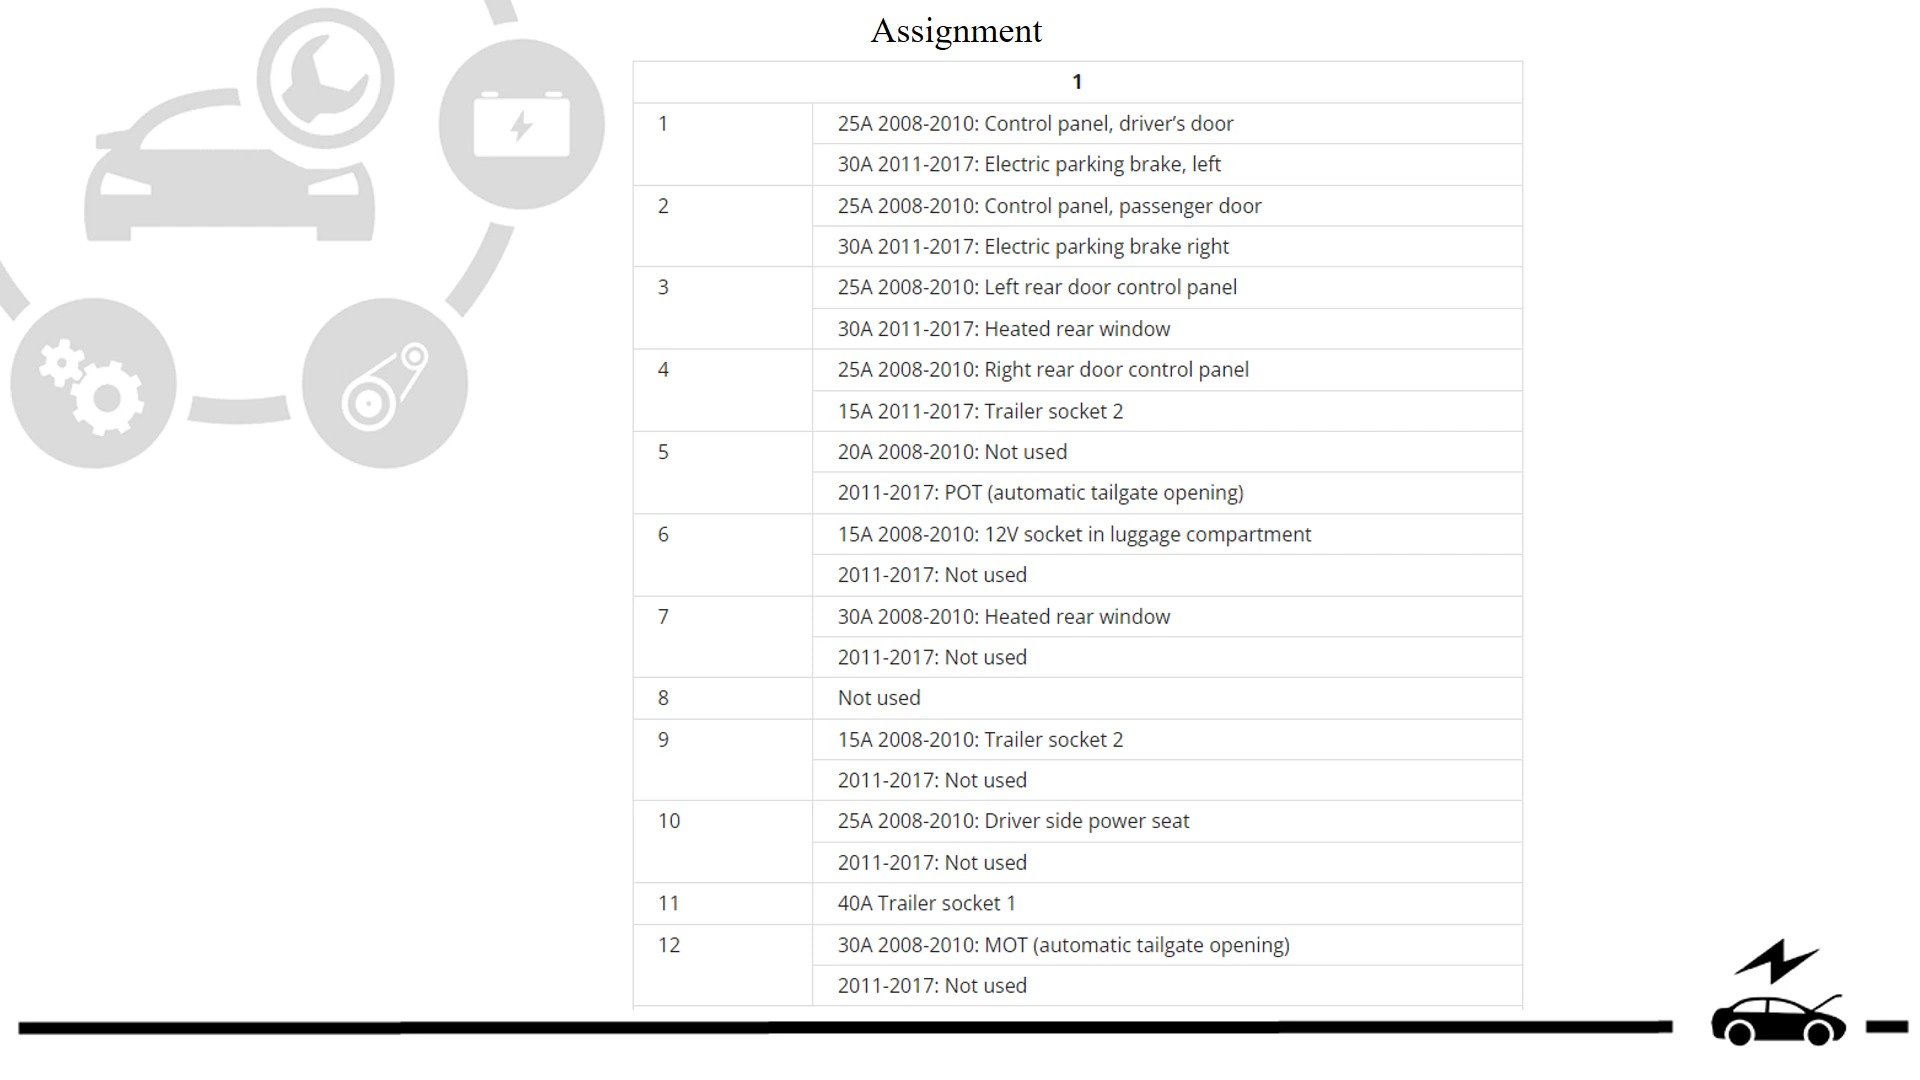 Assignment
1
1
25A 2008-2010: Control panel, driver’s door
30A 2011-2017: Electric parking brake, left
2
25A 2008-2010: Control panel, passenger door
30A 2011-2017: Electric parking brake right
3
25A 2008-2010: Left rear door control panel
30A 2011-2017: Heated rear window
4
25A 2008-2010: Right rear door control panel
15A 2011-2017: Trailer socket 2
5
20A 2008-2010: Not used
2011-2017: POT (automatic tailgate opening)
6
15A 2008-2010: 12V socket in luggage compartment
2011-2017: Not used
7
30A 2008-2010: Heated rear window
2011-2017: Not used
8
Not used
9
15A 2008-2010: Trailer socket 2
2011-2017: Not used
10
25A 2008-2010: Driver side power seat
2011-2017: Not used
11
40A Trailer socket 1
12
30A 2008-2010: MOT (automatic tailgate opening)
2011-2017: Not used